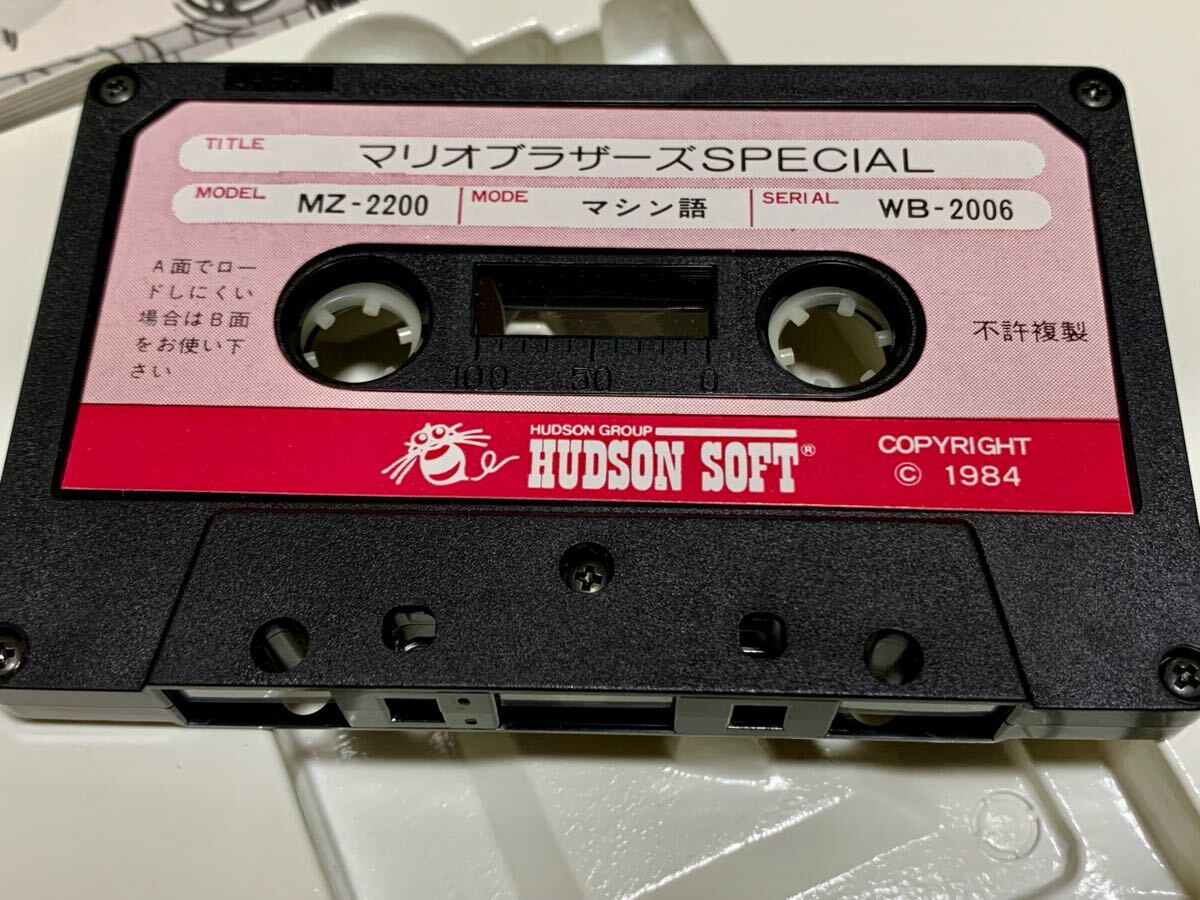 TITLE マリオブラザーズSPECIAL
MODEL MZ-2200 MODE マシン語 SERIAL WB-2006
A面でロー
ドしにくい
場合はB面
をお使い下
さい
不許複製
100 50 0
HUDSON GROUP
HUDSON SOFT®
COPYRIGHT
© 1984